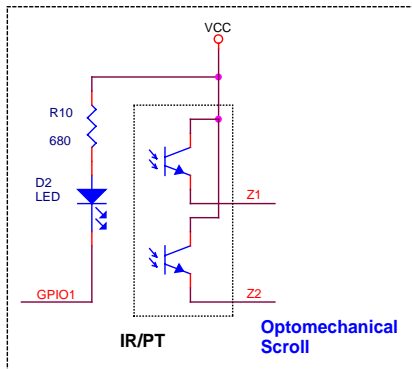 VCC
R10
680
D2
LED
Z1
GPIO1
Z2
IR/PT
Optomechanical
Scroll